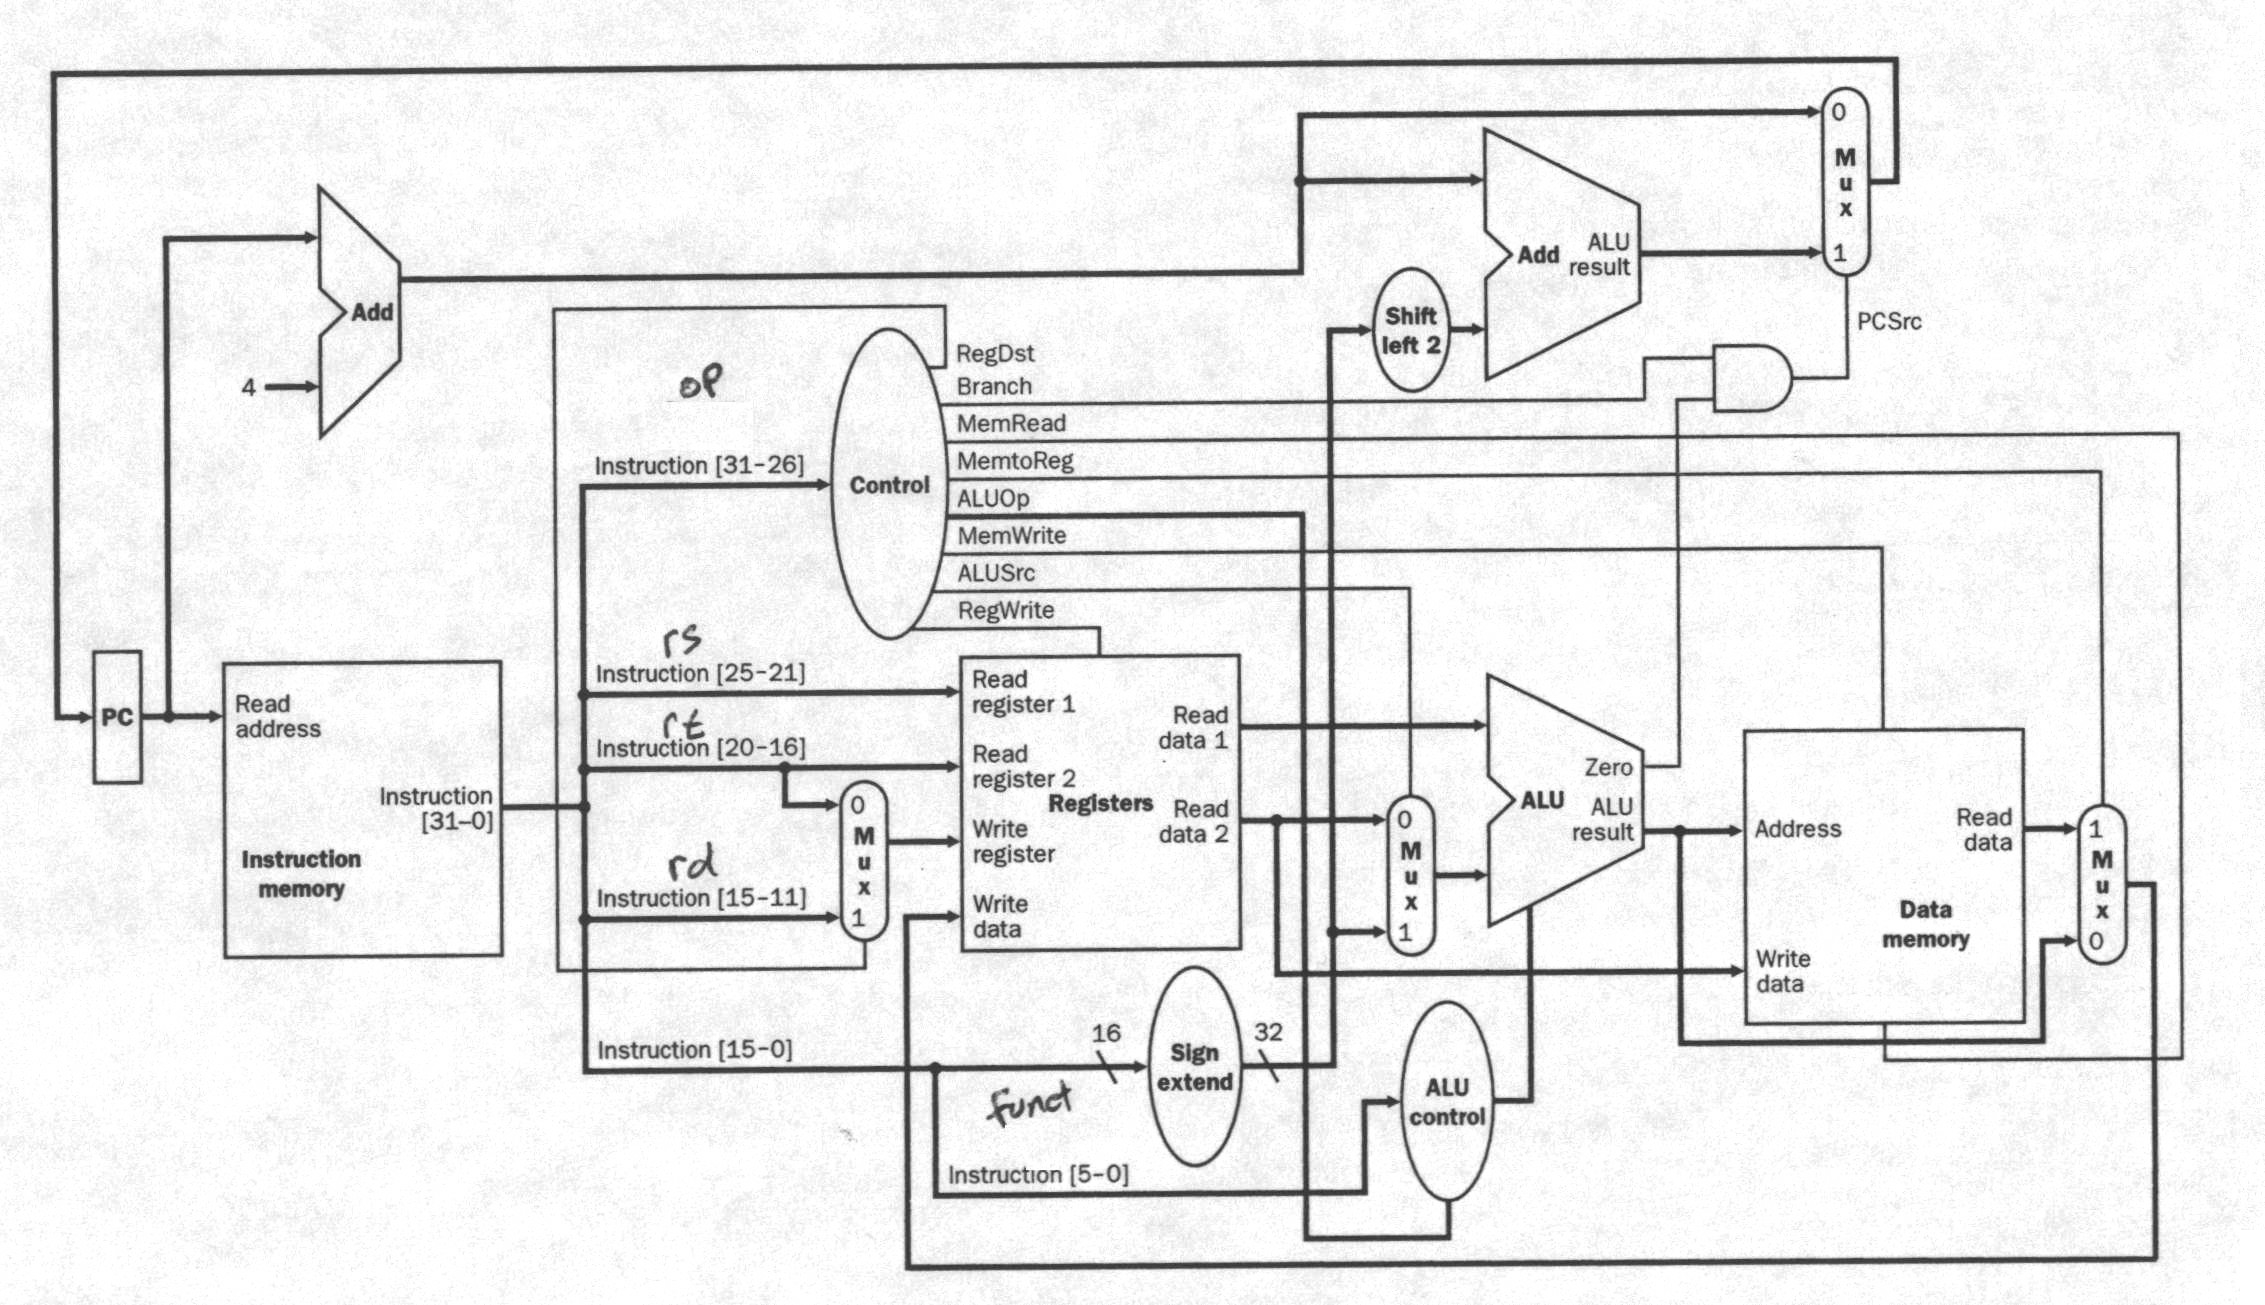 0
M
u
x
1
Add
ALU
result
Shift
left 2
PCSrc
Add
4
RegDst
Branch
MemRead
MemtoReg
ALUOp
MemWrite
ALUSrc
RegWrite
op
Instruction [31-26]
Control
rs
Instruction [25-21]
rt
Instruction [20-16]
rd
Instruction [15-11]
0
M
u
x
1
PC
Read
address
Instruction
[31-0]
Instruction
memory
Read
register 1
Read
register 2
Registers
Write
register
Write
data
Read
data 1
Read
data 2
0
M
u
x
1
Zero
ALU
ALU
result
Address
Read
data
Data
memory
Write
data
1
M
u
x
0
Instruction [15-0]
16
Sign
extend
32
funct
ALU
control
Instruction [5-0]